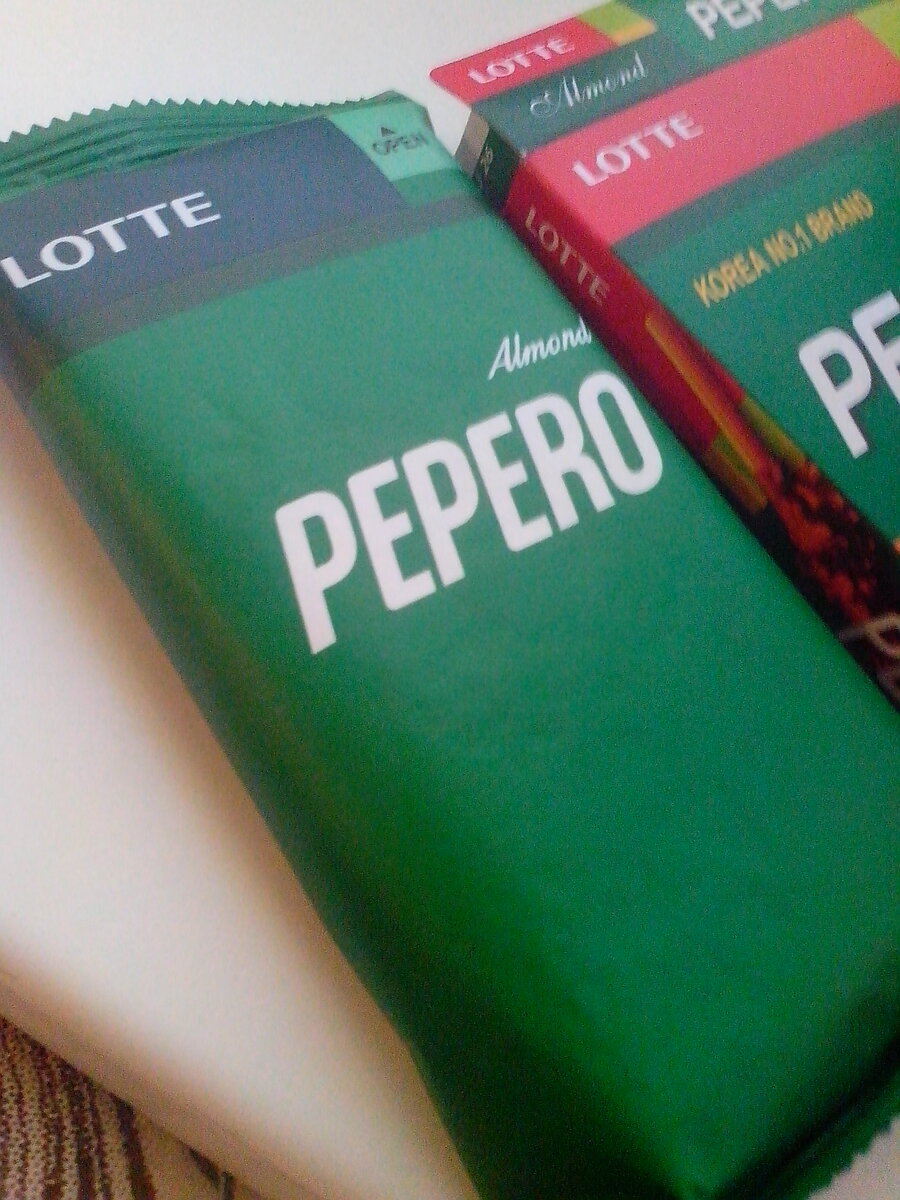 LOTTE
OPEN
Almond
PEPERO
LOTTE
Almond
LOTTE
KOREA NO.1 BRAND
LOTTE